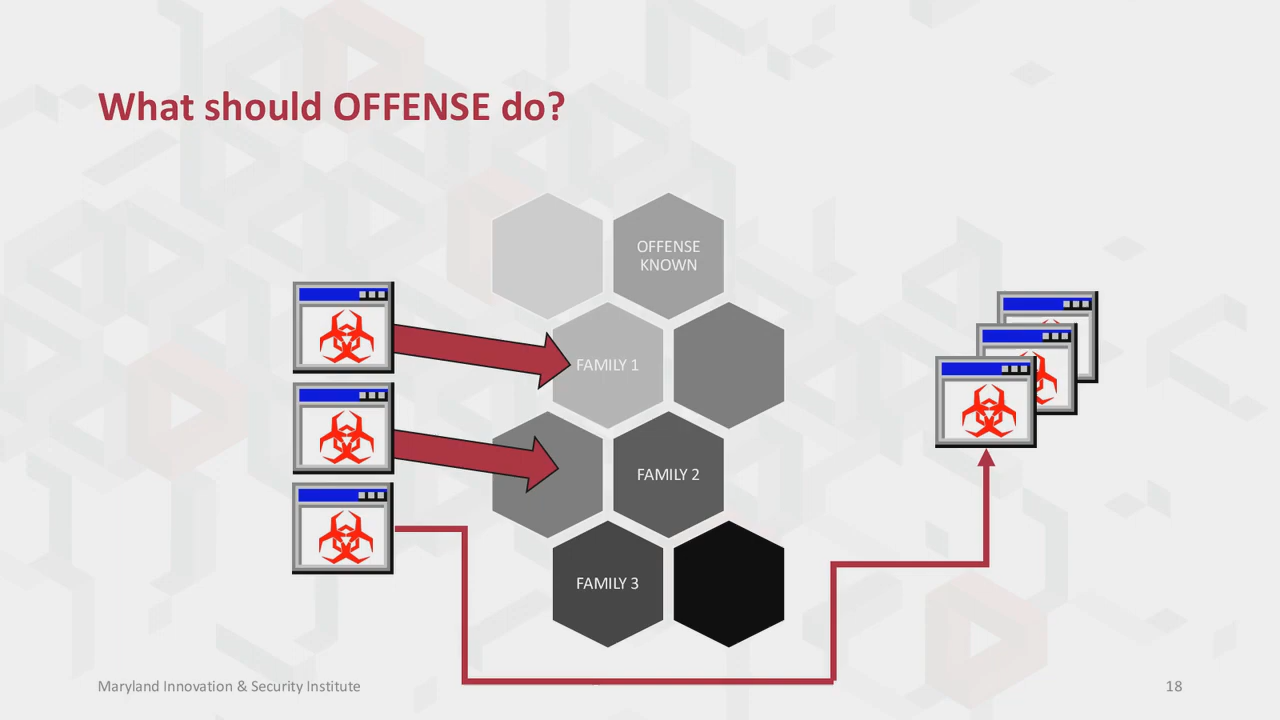 What should OFFENSE do?
OFFENSE
KNOWN
FAMILY 1
FAMILY 2
FAMILY 3
Maryland Innovation & Security Institute
18